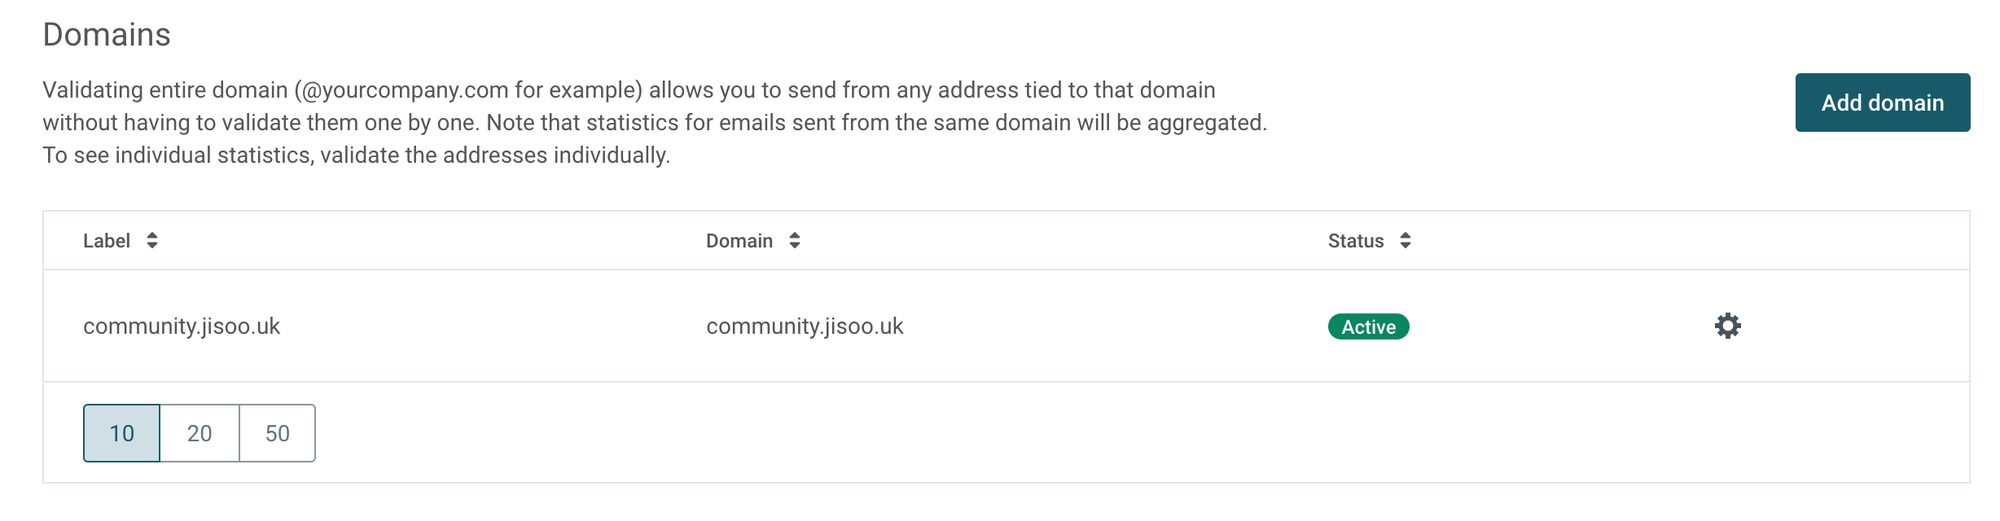 Domains
Validating entire domain (@yourcompany.com for example) allows you to send from any address tied to that domain
without having to validate them one by one. Note that statistics for emails sent from the same domain will be aggregated.
To see individual statistics, validate the addresses individually.
Add domain
Label Domain Status
community.jisoo.uk community.jisoo.uk Active
10 20 50